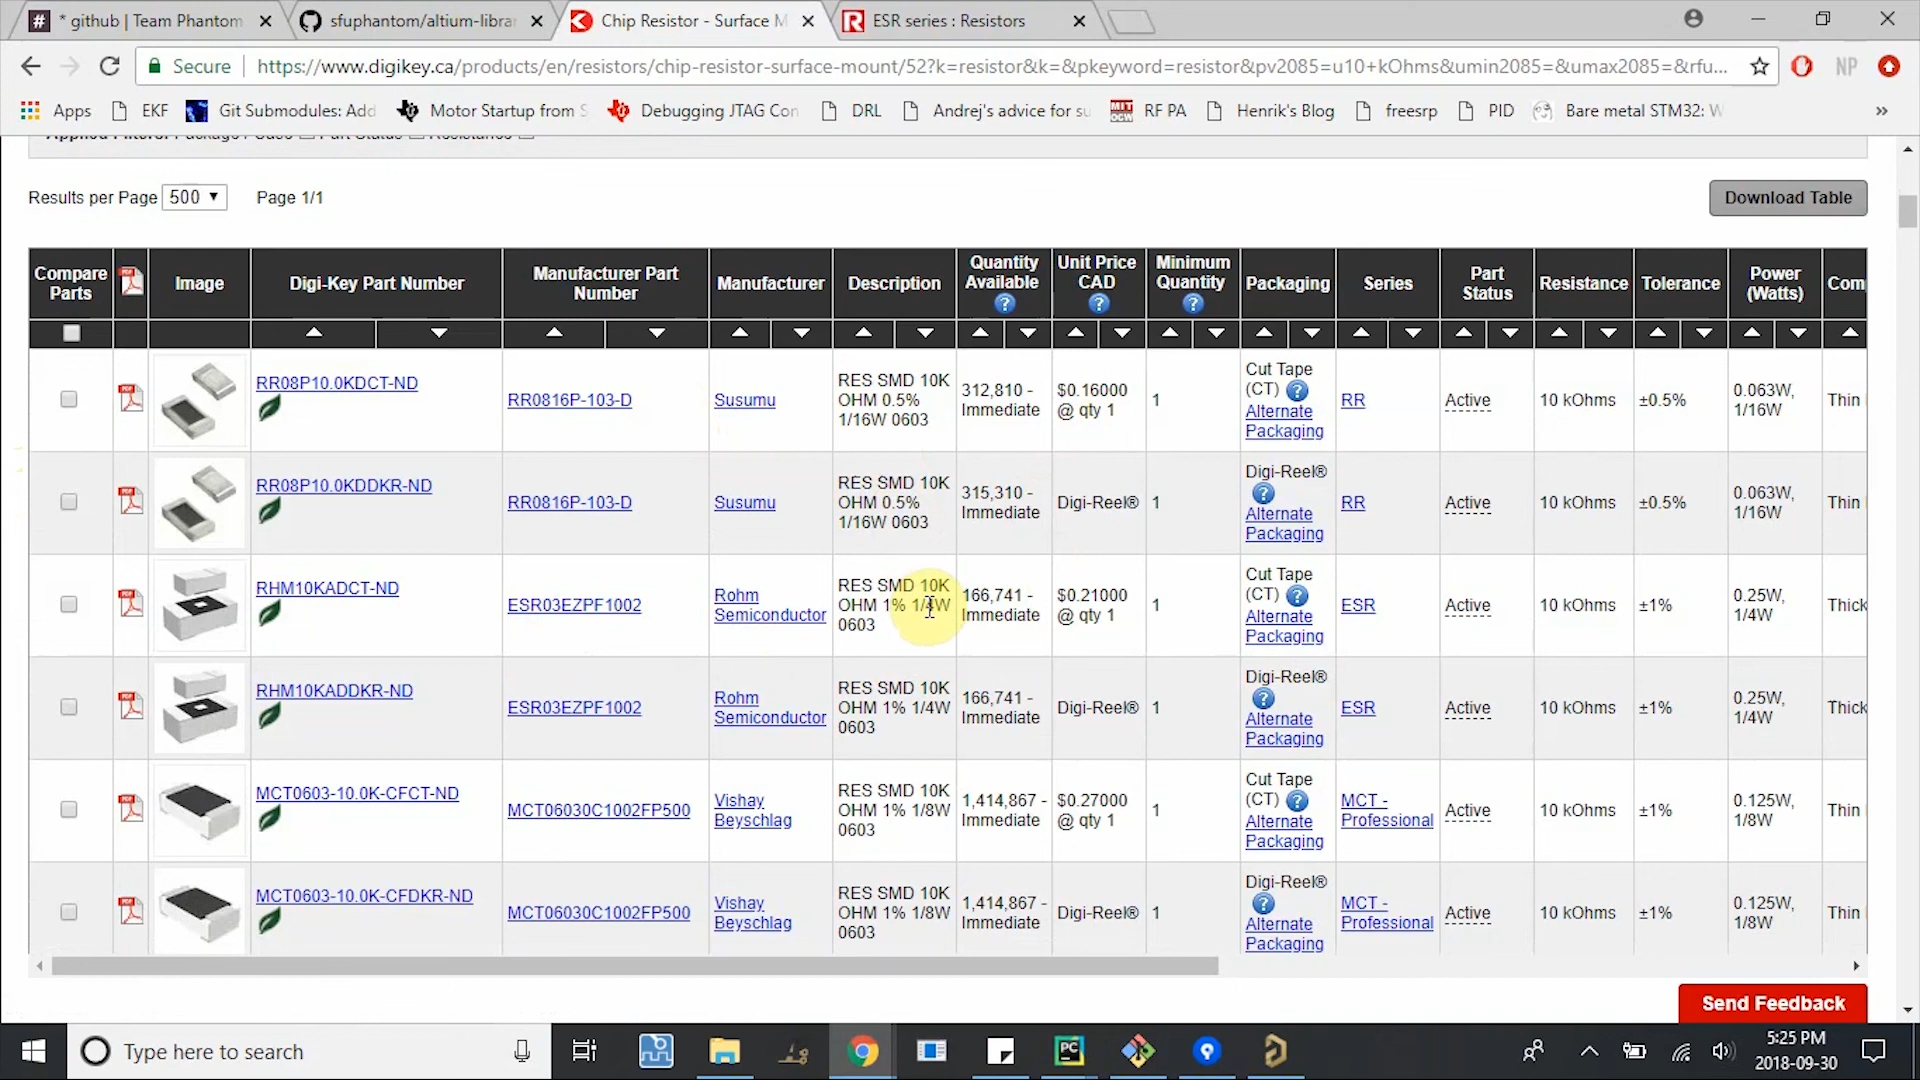 * github | Team Phantom
sfuphantom/altium-librar
Chip Resistor - Surface M
ESR series : Resistors
Secure
https://www.digikey.ca/products/en/resistors/chip-resistor-surface-mount/52?k=resistor&k=&pkeyword=resistor&pv2085=u10+kOhms&umin2085=&umax2085=&rfu...
NP
Apps
EKF
Git Submodules: Add
Motor Startup from S
Debugging JTAG Con
DRL
Andrej's advice for su
RF PA
Henrik's Blog
freesrp
PID
Bare metal STM32: W
»
Results per Page 500
Page 1/1
Download Table
Compare Parts
Image
Digi-Key Part Number
Manufacturer Part Number
Manufacturer
Description
Quantity Available
Unit Price CAD
Minimum Quantity
Packaging
Series
Part Status
Resistance
Tolerance
Power (Watts)
Com
RR08P10.0KDCT-ND
RR0816P-103-D
Susumu
RES SMD 10K OHM 0.5% 1/16W 0603
312,810 - Immediate
$0.16000 @ qty 1
1
Cut Tape (CT)
Alternate Packaging
RR
Active
10 kOhms
±0.5%
0.063W, 1/16W
Thin
RR08P10.0KDDKR-ND
RR0816P-103-D
Susumu
RES SMD 10K OHM 0.5% 1/16W 0603
315,310 - Immediate
Digi-Reel®
1
Digi-Reel®
Alternate Packaging
RR
Active
10 kOhms
±0.5%
0.063W, 1/16W
Thin
RHM10KADCT-ND
ESR03EZPF1002
Rohm Semiconductor
RES SMD 10K OHM 1% 1/4W 0603
166,741 - Immediate
$0.21000 @ qty 1
1
Cut Tape (CT)
Alternate Packaging
ESR
Active
10 kOhms
±1%
0.25W, 1/4W
Thick
RHM10KADDKR-ND
ESR03EZPF1002
Rohm Semiconductor
RES SMD 10K OHM 1% 1/4W 0603
166,741 - Immediate
Digi-Reel®
1
Digi-Reel®
Alternate Packaging
ESR
Active
10 kOhms
±1%
0.25W, 1/4W
Thick
MCT0603-10.0K-CFCT-ND
MCT06030C1002FP500
Vishay Beyschlag
RES SMD 10K OHM 1% 1/8W 0603
1,414,867 - Immediate
$0.27000 @ qty 1
1
Cut Tape (CT)
Alternate Packaging
MCT - Professional
Active
10 kOhms
±1%
0.125W, 1/8W
Thin
MCT0603-10.0K-CFDKR-ND
MCT06030C1002FP500
Vishay Beyschlag
RES SMD 10K OHM 1% 1/8W 0603
1,414,867 - Immediate
Digi-Reel®
1
Digi-Reel®
Alternate Packaging
MCT - Professional
Active
10 kOhms
±1%
0.125W, 1/8W
Thin
Send Feedback
Type here to search
5:25 PM
2018-09-30